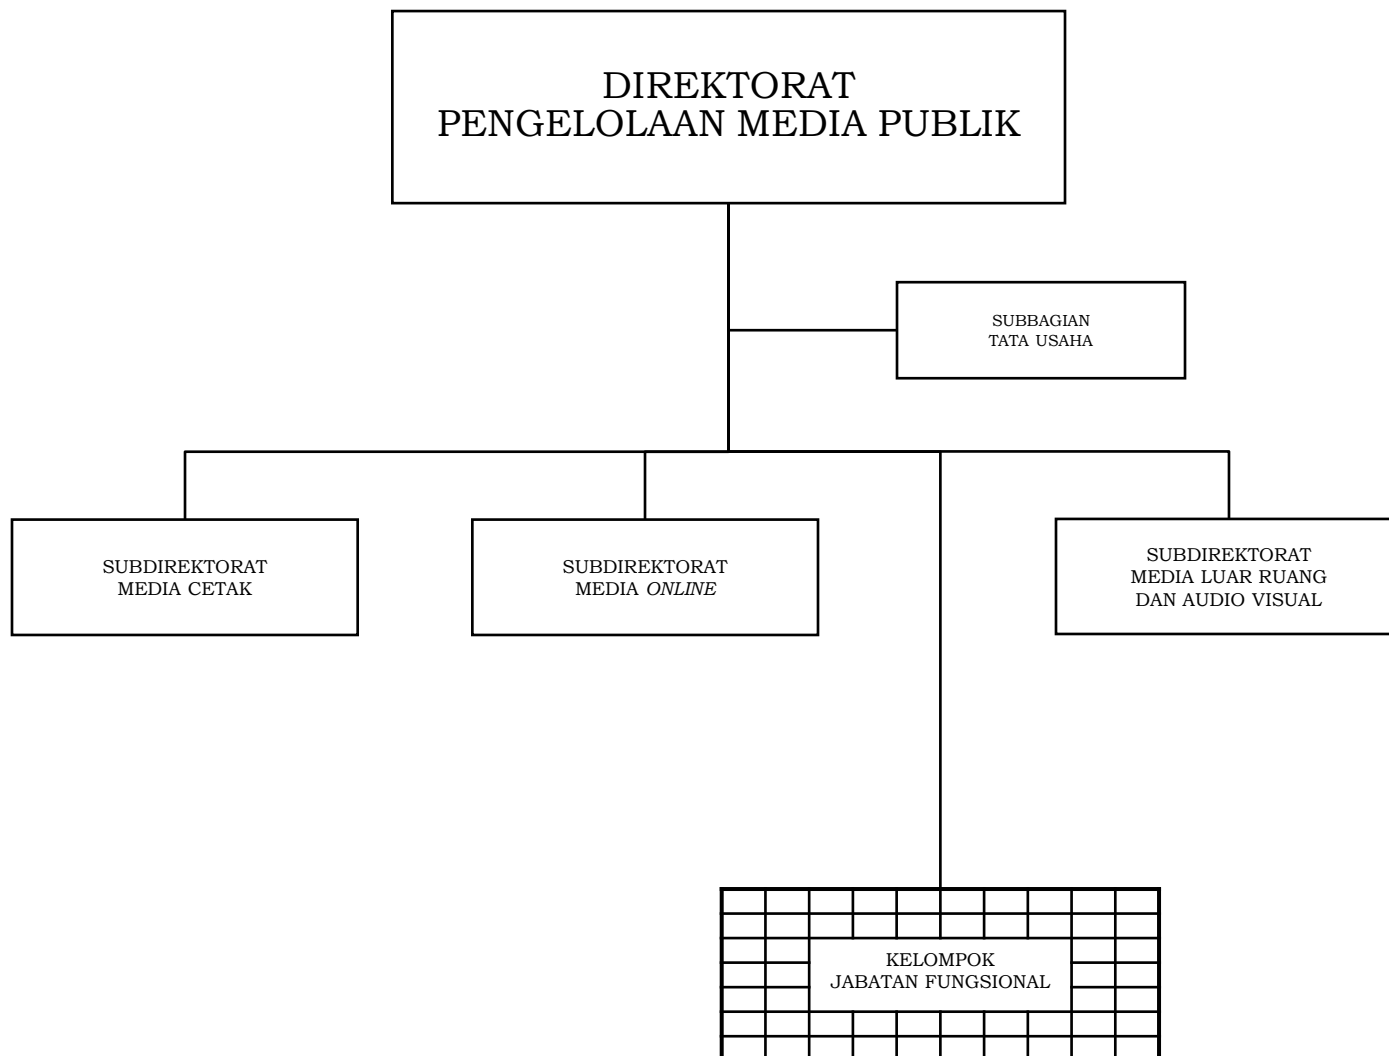 DIREKTORAT
PENGELOLAAN MEDIA PUBLIK
SUBBAGIAN
TATA USAHA
SUBDIREKTORAT
MEDIA CETAK
SUBDIREKTORAT
MEDIA ONLINE
SUBDIREKTORAT
MEDIA LUAR RUANG
DAN AUDIO VISUAL
KELOMPOK
JABATAN FUNGSIONAL